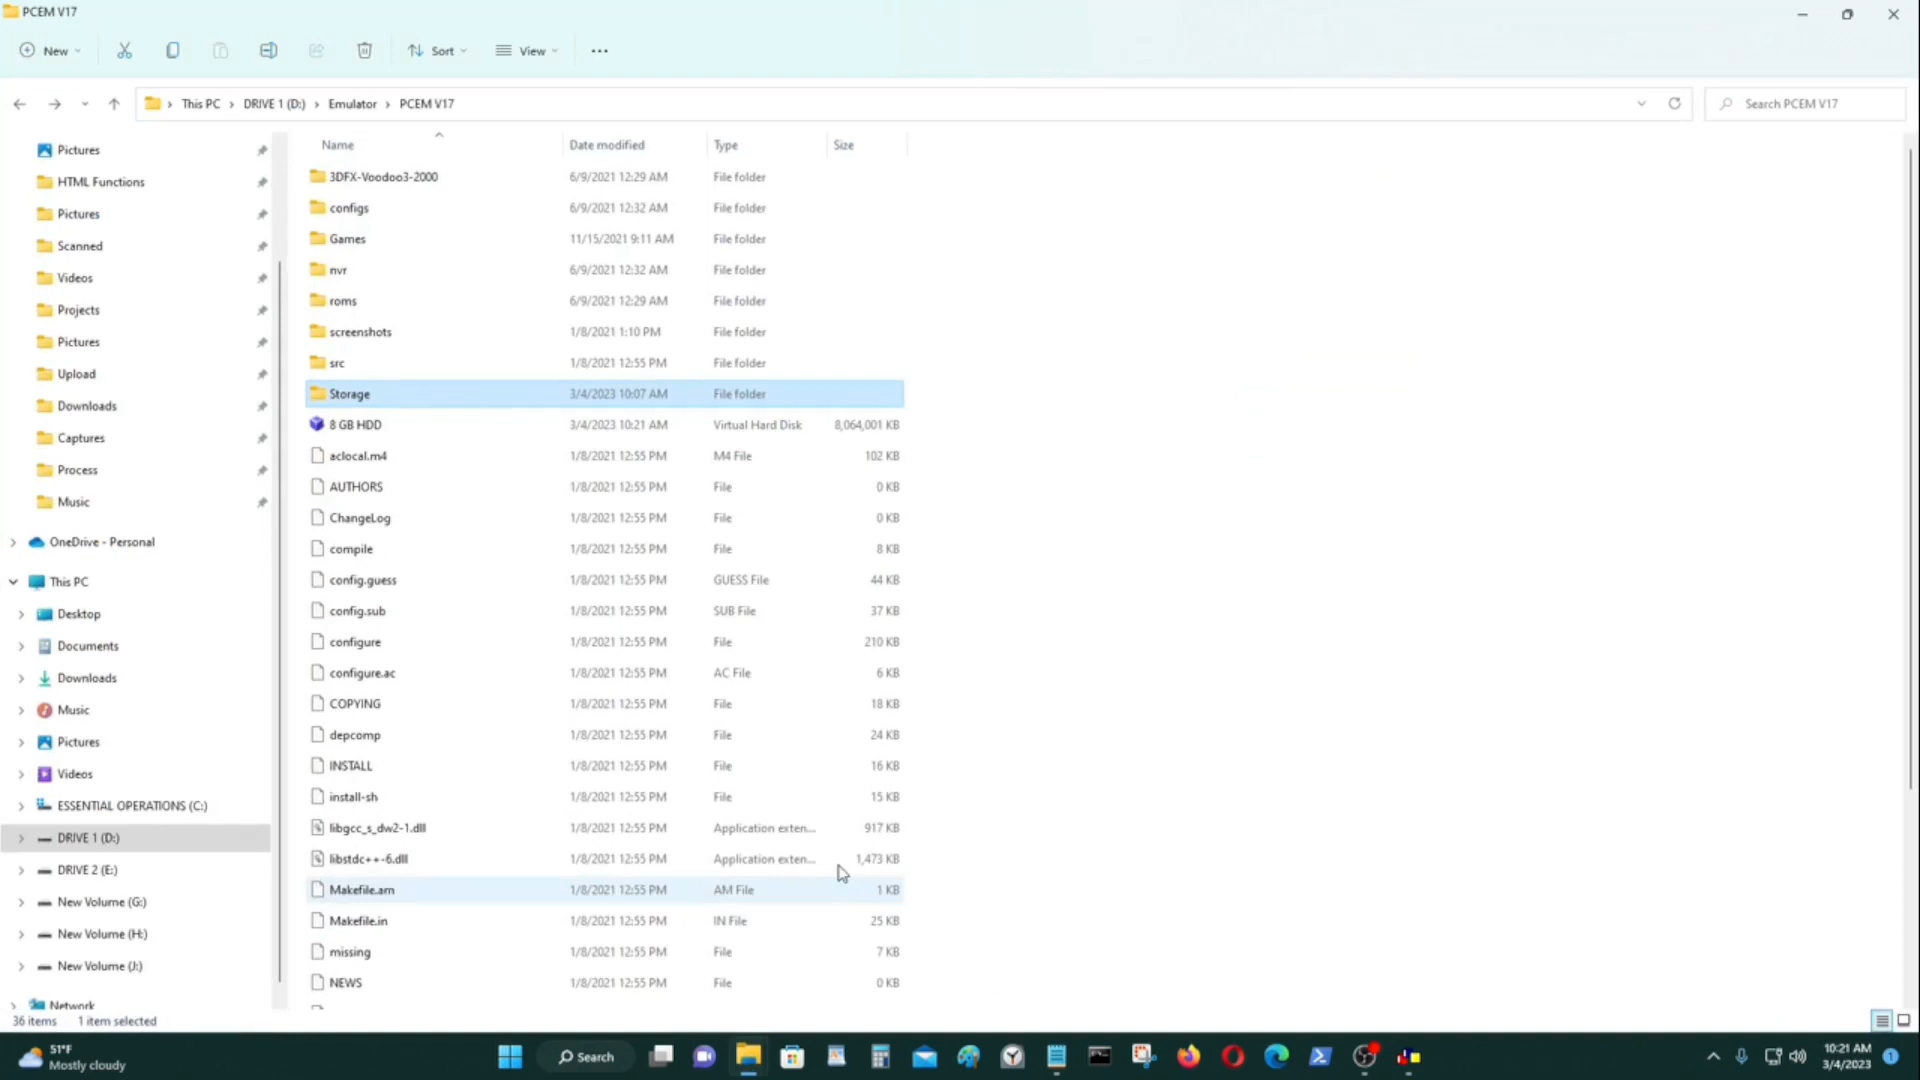 PCEM V17
New
Sort
View
This PC > DRIVE 1 (D:) > Emulator > PCEM V17
Search PCEM V17
Name Date modified Type Size
Pictures
HTML Functions
Pictures
Scanned
Videos
Projects
Pictures
Upload
Downloads
Captures
Process
Music
OneDrive - Personal
This PC
Desktop
Documents
Downloads
Music
Pictures
Videos
ESSENTIAL OPERATIONS (C:)
DRIVE 1 (D:)
DRIVE 2 (E:)
New Volume (G:)
New Volume (H:)
New Volume (J:)
Network
3DFX-Voodoo3-2000 6/9/2021 12:29 AM File folder
configs 6/9/2021 12:32 AM File folder
Games 11/15/2021 9:11 AM File folder
nvr 6/9/2021 12:32 AM File folder
roms 6/9/2021 12:29 AM File folder
screenshots 1/8/2021 1:10 PM File folder
src 1/8/2021 12:55 PM File folder
Storage 3/4/2023 10:07 AM File folder
8 GB HDD 3/4/2023 10:21 AM Virtual Hard Disk 8,064,001 KB
aclocal.m4 1/8/2021 12:55 PM M4 File 102 KB
AUTHORS 1/8/2021 12:55 PM File 0 KB
ChangeLog 1/8/2021 12:55 PM File 0 KB
compile 1/8/2021 12:55 PM File 8 KB
config.guess 1/8/2021 12:55 PM GUESS File 44 KB
config.sub 1/8/2021 12:55 PM SUB File 37 KB
configure 1/8/2021 12:55 PM File 210 KB
configure.ac 1/8/2021 12:55 PM AC File 6 KB
COPYING 1/8/2021 12:55 PM File 18 KB
depcomp 1/8/2021 12:55 PM File 24 KB
INSTALL 1/8/2021 12:55 PM File 16 KB
install-sh 1/8/2021 12:55 PM File 15 KB
libgcc_s_dw2-1.dll 1/8/2021 12:55 PM Application exten... 917 KB
libstdc++-6.dll 1/8/2021 12:55 PM Application exten... 1,473 KB
Makefile.am 1/8/2021 12:55 PM AM File 1 KB
Makefile.in 1/8/2021 12:55 PM IN File 25 KB
missing 1/8/2021 12:55 PM File 7 KB
NEWS 1/8/2021 12:55 PM File 0 KB
36 items 1 item selected
51°F
Mostly cloudy
Search
10:21 AM
3/4/2023
1